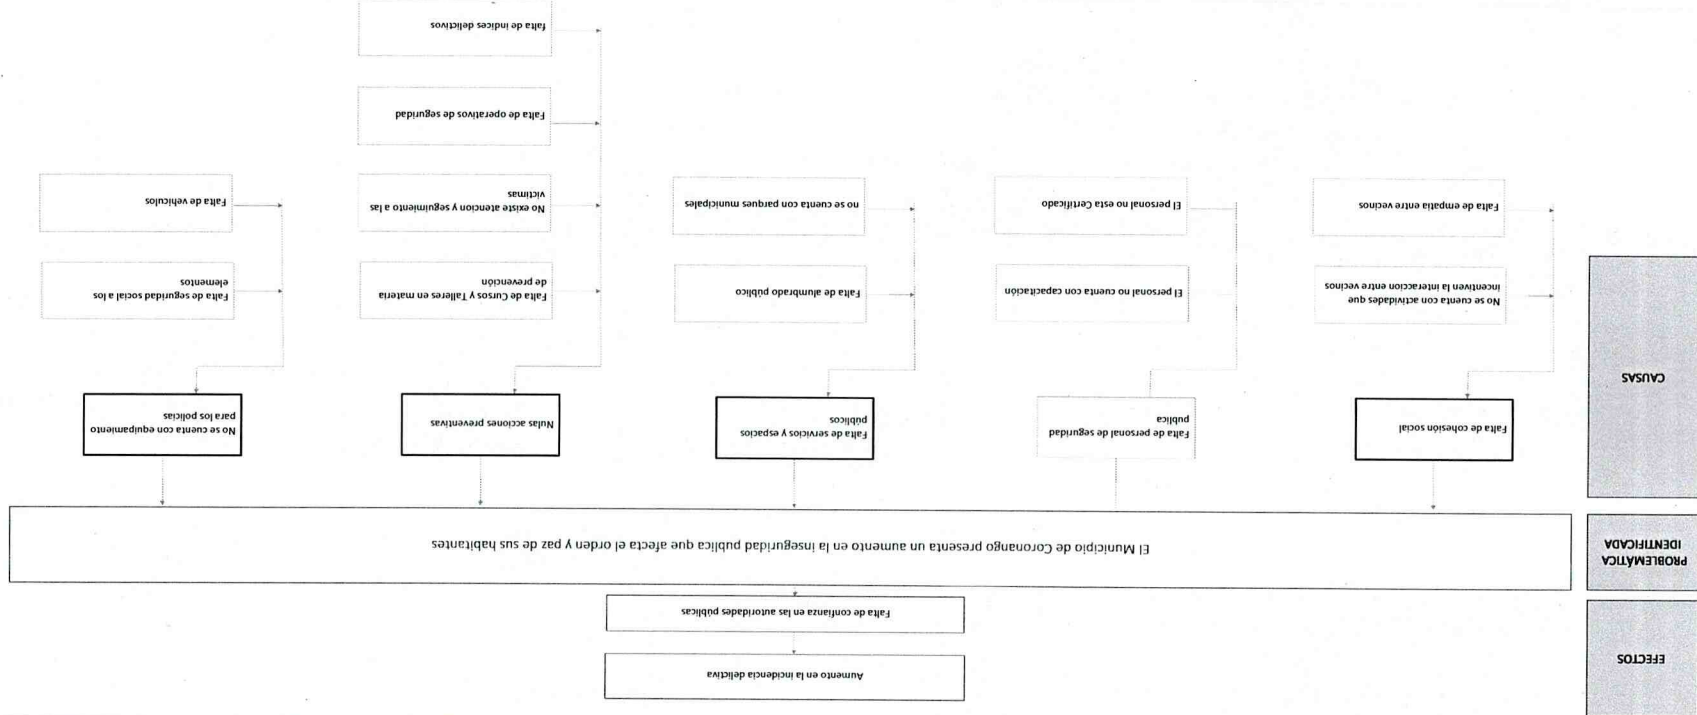 EFECTOS
Aumento en la incidencia delictiva
Falta de confianza en las autoridades públicas
PROBLEMÁTICA
IDENTIFICADA
El Municipio de Coronango presenta un aumento en la inseguridad publica que afecta el orden y paz de sus habitantes
CAUSAS
Falta de cohesión social
No se cuenta con actividades que
incentiven la interaccion entre vecinos
Falta de empatia entre vecinos
Falta de personal de seguridad
publica
El personal no cuenta con capacitación
El personal no esta Certificado
Falta de servicios y espacios
públicos
Falta de alumbrado público
no se cuenta con parques municipales
Nulas acciones preventivas
Falta de Cursos y Talleres en materia
de prevención
No existe atencion y seguimiento a las
victimas
Falta de operativos de seguridad
falta de indices delictivos
No se cuenta con equipamiento
para los policias
Falta de seguridad social a los
elementos
Falta de vehiculos